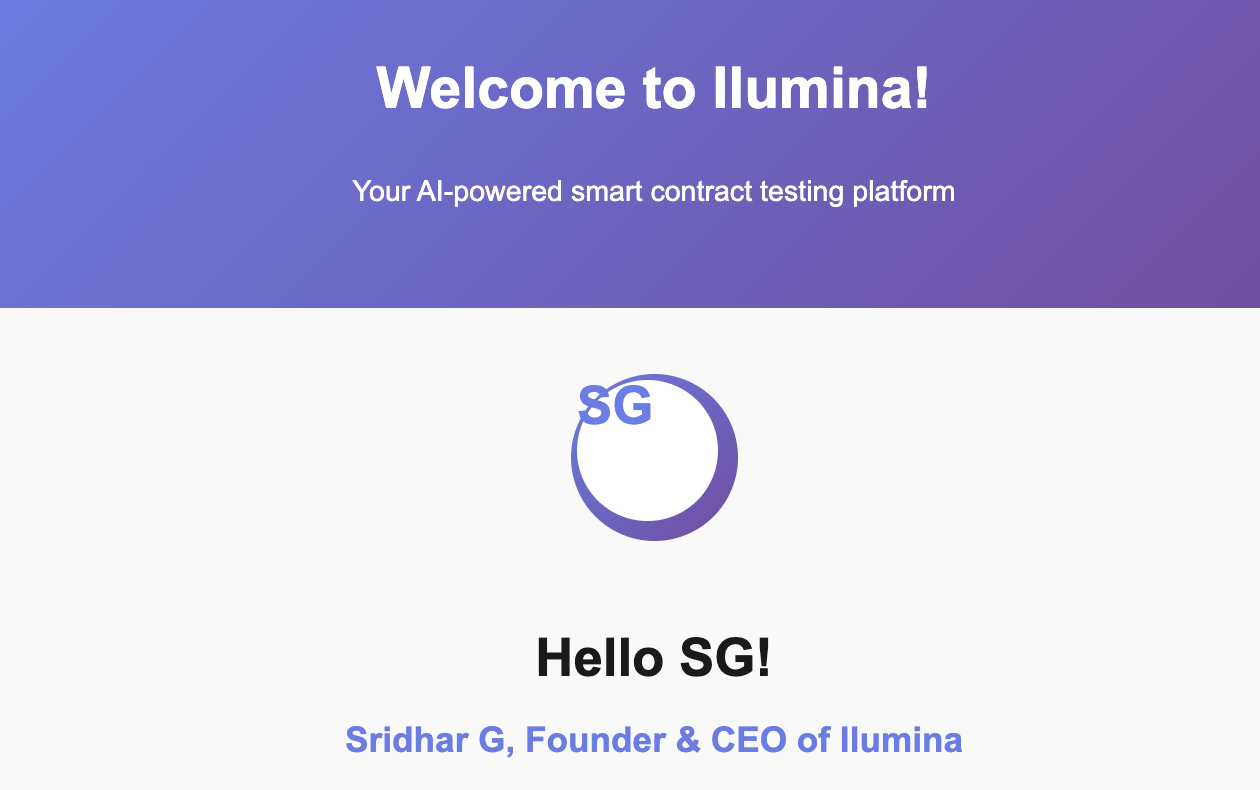 Welcome to Ilumina!
Your AI-powered smart contract testing platform
SG
Hello SG!
Sridhar G, Founder & CEO of Ilumina